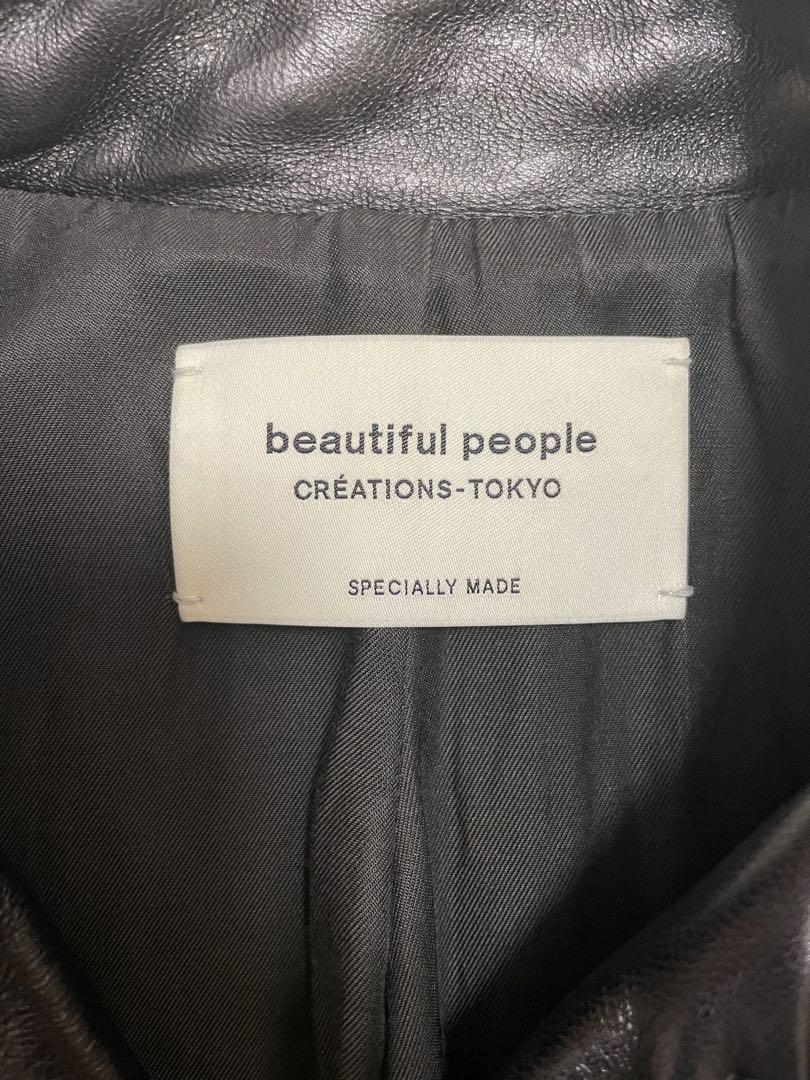 beautiful people
CRÉATIONS-TOKYO
SPECIALLY MADE